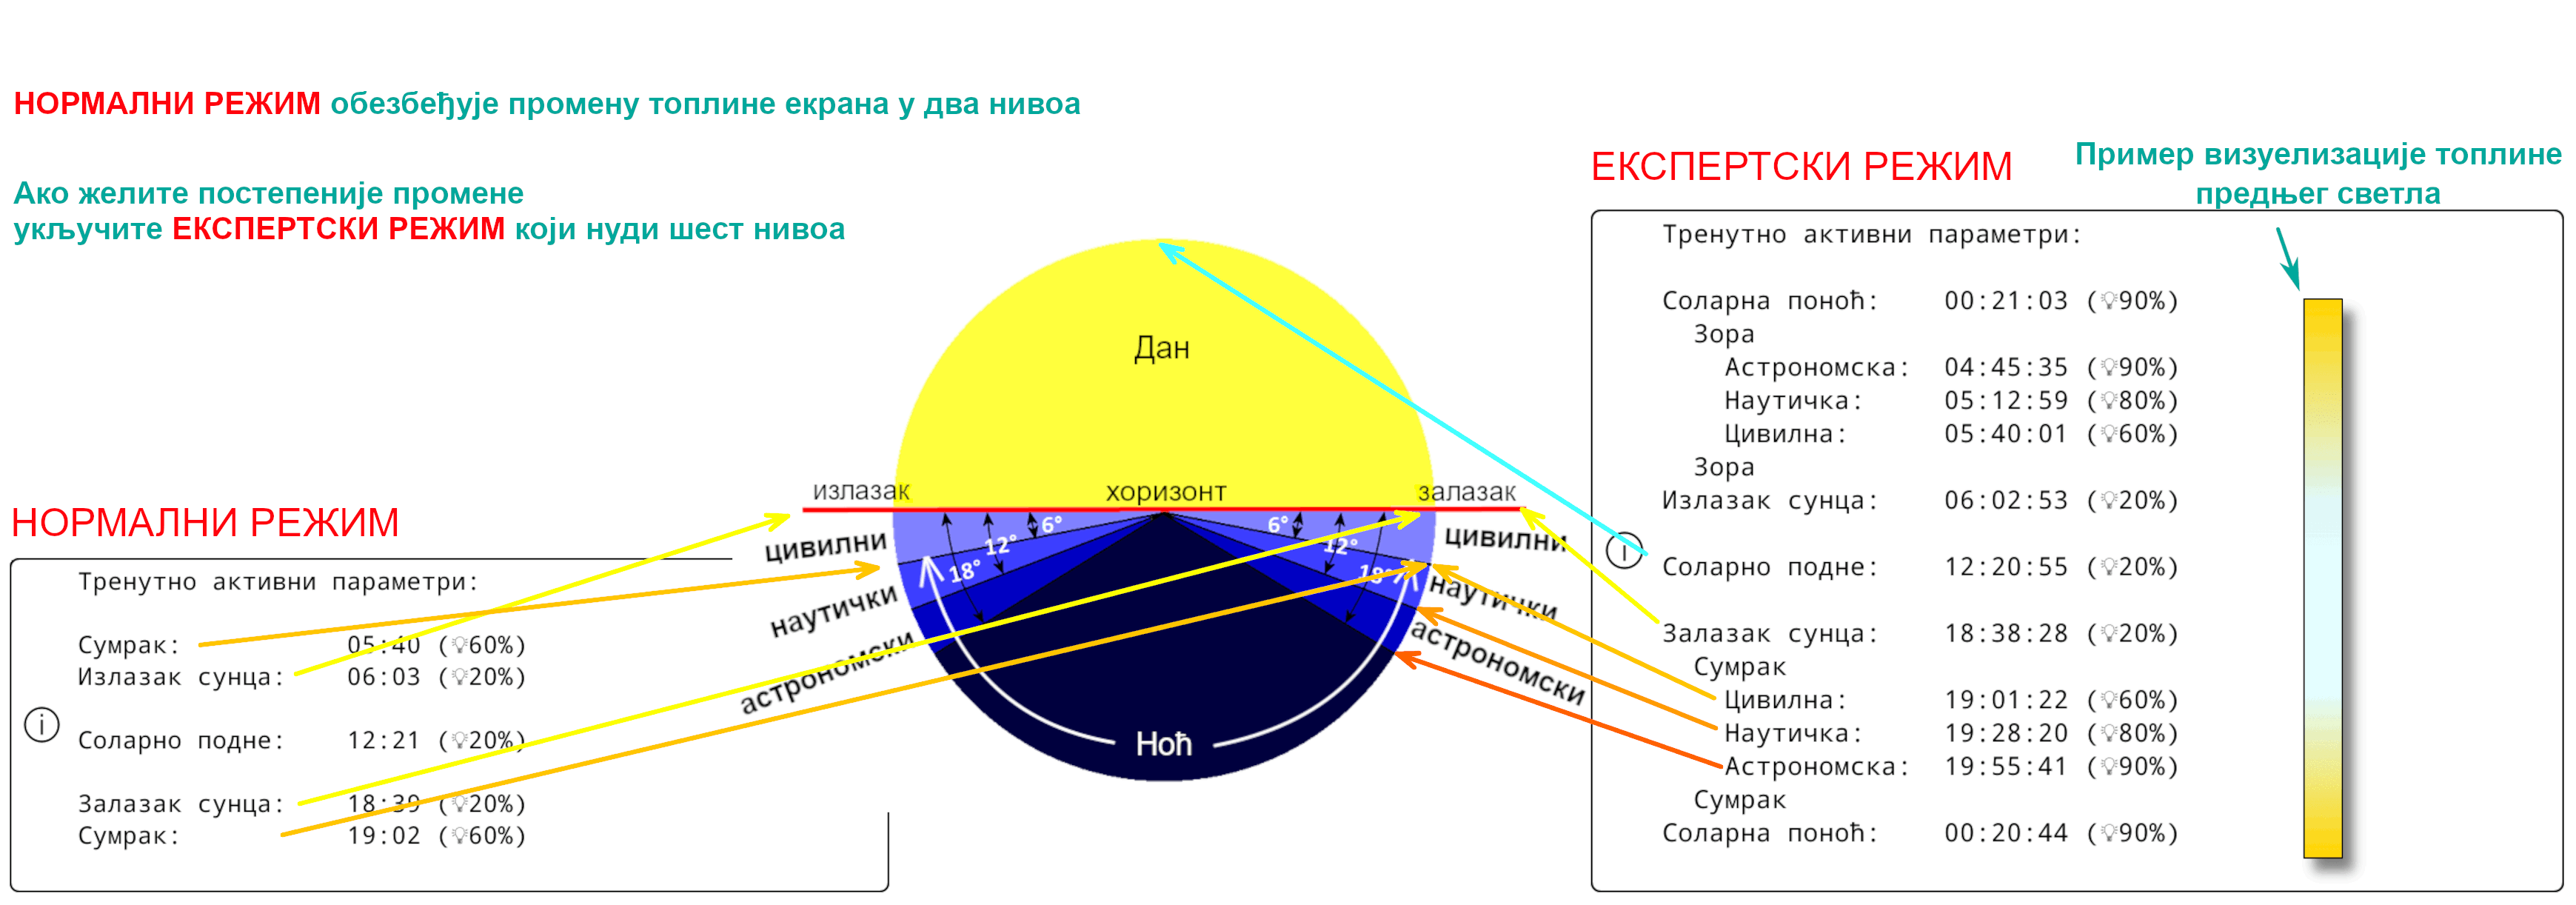 НОРМАЛНИ РЕЖИМ обезбеђује промену топлине екрана у два нивоа
Ако желите постепеније промене
укључите ЕКСПЕРТСКИ РЕЖИМ који нуди шест нивоа
НОРМАЛНИ РЕЖИМ
Тренутно активни параметри:
Сумрак: 05:40 (60%)
Излазак сунца: 06:03 (20%)
Соларно подне: 12:21 (20%)
Залазак сунца: 18:39 (20%)
Сумрак: 19:02 (60%)
Дан
излазак хоризонт залазак
цивилни 6° 6° цивилни
наутички 12° 12° наутички
астрономски 18° 18° астрономски
Ноћ
ЕКСПЕРТСКИ РЕЖИМ
Пример визуелизације топлине
предњег светла
Тренутно активни параметри:
Соларна поноћ: 00:21:03 (90%)
Зора
Астрономска: 04:45:35 (90%)
Наутичка: 05:12:59 (80%)
Цивилна: 05:40:01 (60%)
Зора
Излазак сунца: 06:02:53 (20%)
Соларно подне: 12:20:55 (20%)
Залазак сунца: 18:38:28 (20%)
Сумрак
Цивилна: 19:01:22 (60%)
Наутичка: 19:28:20 (80%)
Астрономска: 19:55:41 (90%)
Сумрак
Соларна поноћ: 00:20:44 (90%)